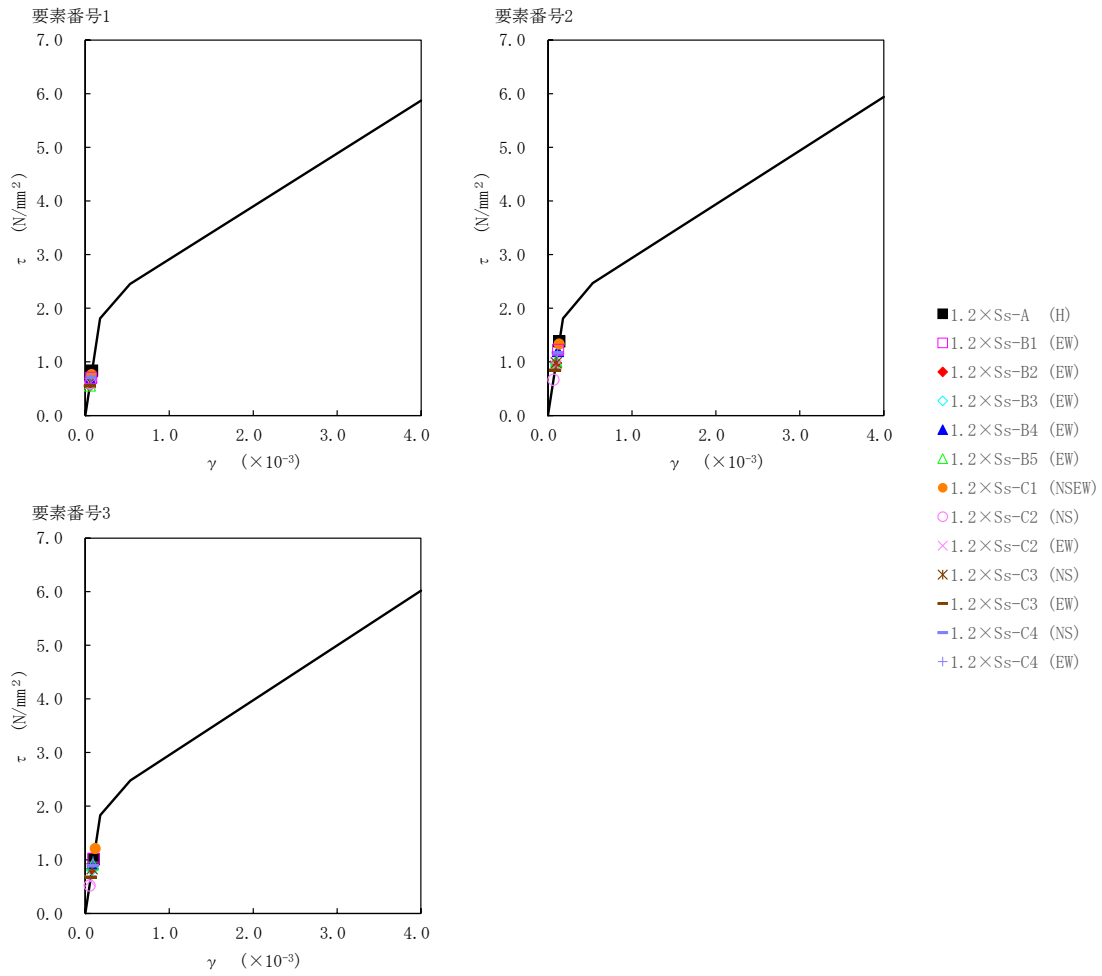 要素番号1
7.0
6.0
5.0
4.0
3.0
2.0
1.0
0.0
τ (N/mm²)
0.0 1.0 2.0 3.0 4.0
γ (×10⁻³)
要素番号2
7.0
6.0
5.0
4.0
3.0
2.0
1.0
0.0
τ (N/mm²)
0.0 1.0 2.0 3.0 4.0
γ (×10⁻³)
要素番号3
7.0
6.0
5.0
4.0
3.0
2.0
1.0
0.0
τ (N/mm²)
0.0 1.0 2.0 3.0 4.0
γ (×10⁻³)
1.2×Ss-A (H)
1.2×Ss-B1 (EW)
1.2×Ss-B2 (EW)
1.2×Ss-B3 (EW)
1.2×Ss-B4 (EW)
1.2×Ss-B5 (EW)
1.2×Ss-C1 (NSEW)
1.2×Ss-C2 (NS)
1.2×Ss-C2 (EW)
1.2×Ss-C3 (NS)
1.2×Ss-C3 (EW)
1.2×Ss-C4 (NS)
1.2×Ss-C4 (EW)